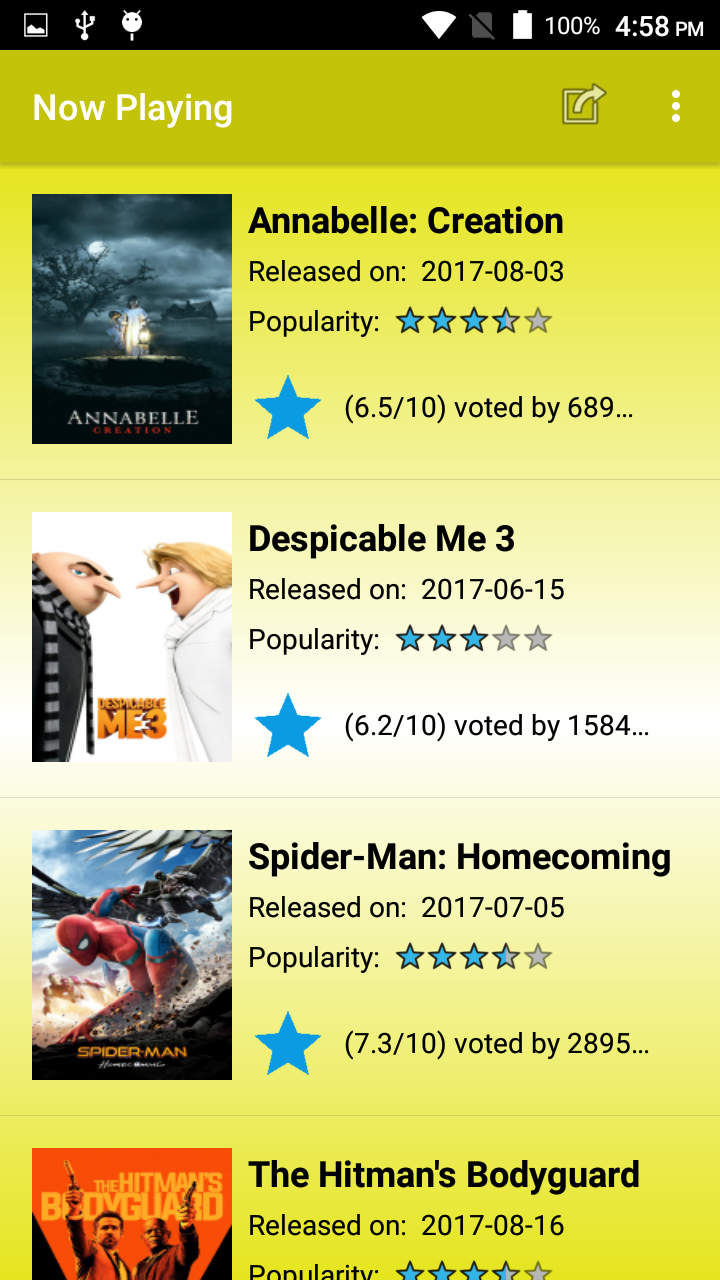 100% 4:58 PM
Now Playing
ANNABELLE
CREATION
Annabelle: Creation
Released on: 2017-08-03
Popularity:
(6.5/10) voted by 689…
DESPICABLE
ME3
Despicable Me 3
Released on: 2017-06-15
Popularity:
(6.2/10) voted by 1584…
SPIDER-MAN
HOMECOMING
Spider-Man: Homecoming
Released on: 2017-07-05
Popularity:
(7.3/10) voted by 2895…
THE HITMAN'S
BODYGUARD
The Hitman's Bodyguard
Released on: 2017-08-16
Popularity: